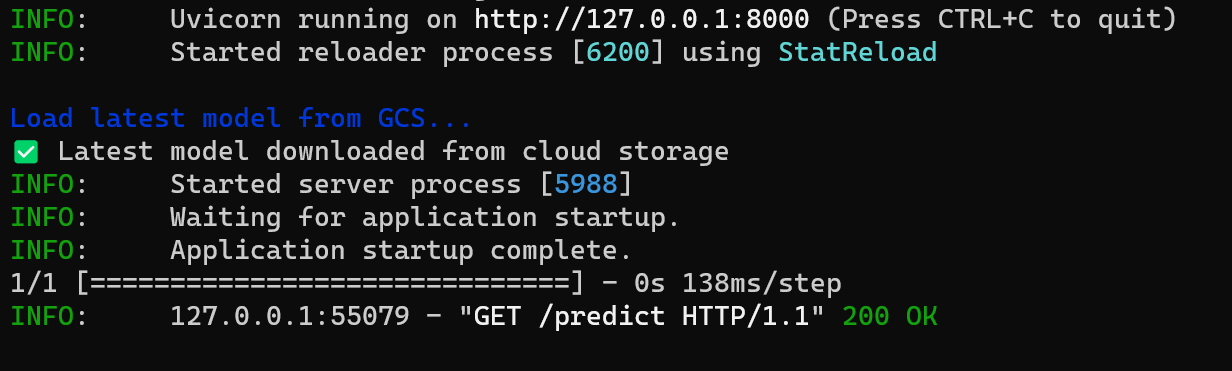 INFO:     Uvicorn running on http://127.0.0.1:8000 (Press CTRL+C to quit)
INFO:     Started reloader process [6200] using StatReload
Load latest model from GCS...
✅ Latest model downloaded from cloud storage
INFO:     Started server process [5988]
INFO:     Waiting for application startup.
INFO:     Application startup complete.
1/1 [==============================] - 0s 138ms/step
INFO:     127.0.0.1:55079 - "GET /predict HTTP/1.1" 200 OK